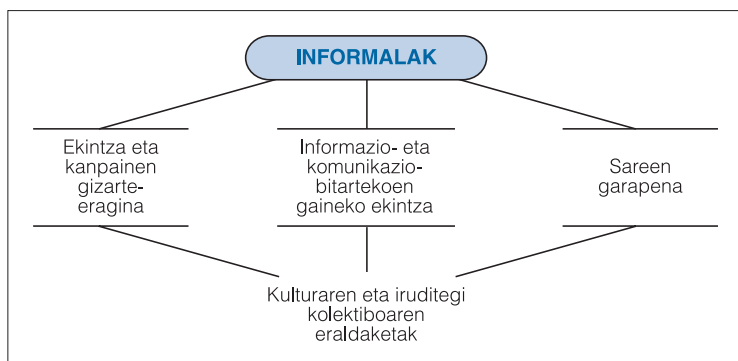 INFORMALAK
Ekintza eta
kanpainen
gizarte-
eragina
Informazio- eta
komunikazio-
bitartekoen
gaineko ekintza
Sareen
garapena
Kulturaren eta iruditegi
kolektiboaren
eraldaketak